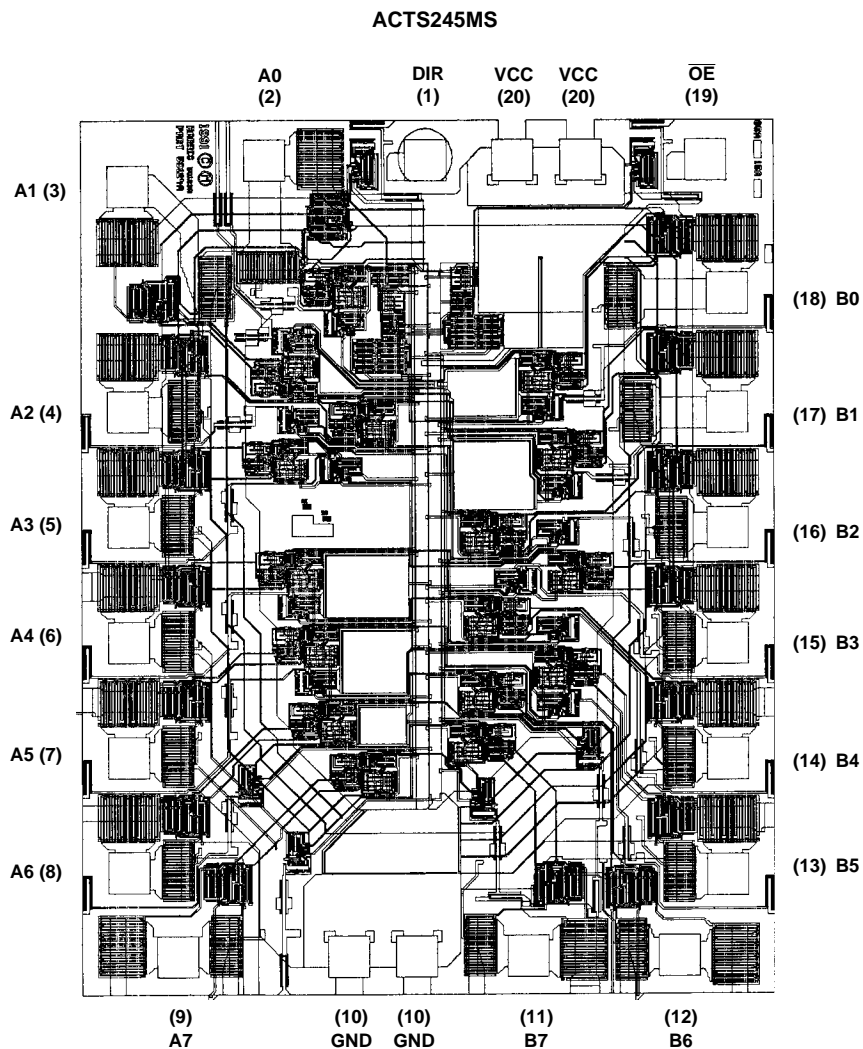 ACTS245MS
A0 DIR VCC VCC O̅E̅
(2) (1) (20) (20) (19)
A1 (3)
(18) B0
A2 (4)
(17) B1
A3 (5)
(16) B2
A4 (6)
(15) B3
A5 (7)
(14) B4
A6 (8)
(13) B5
(9) (10) (10) (11) (12)
A7 GND GND B7 B6